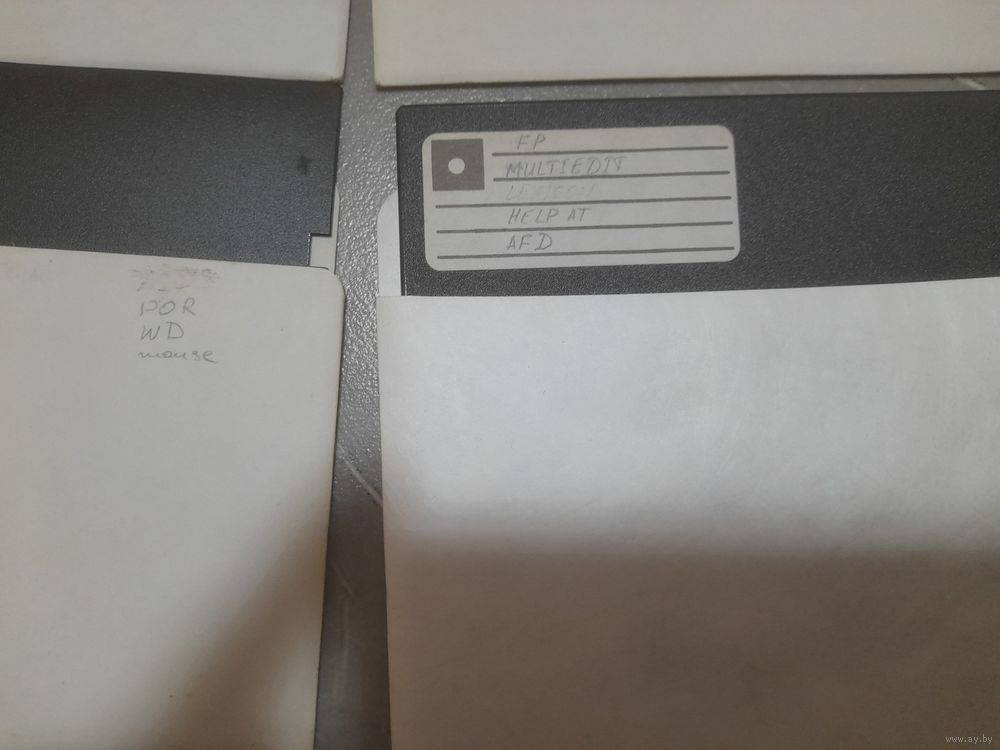 FP
MULTIEDIT
HELP AT
AFD
POR
WD
mouse
www.ay.by